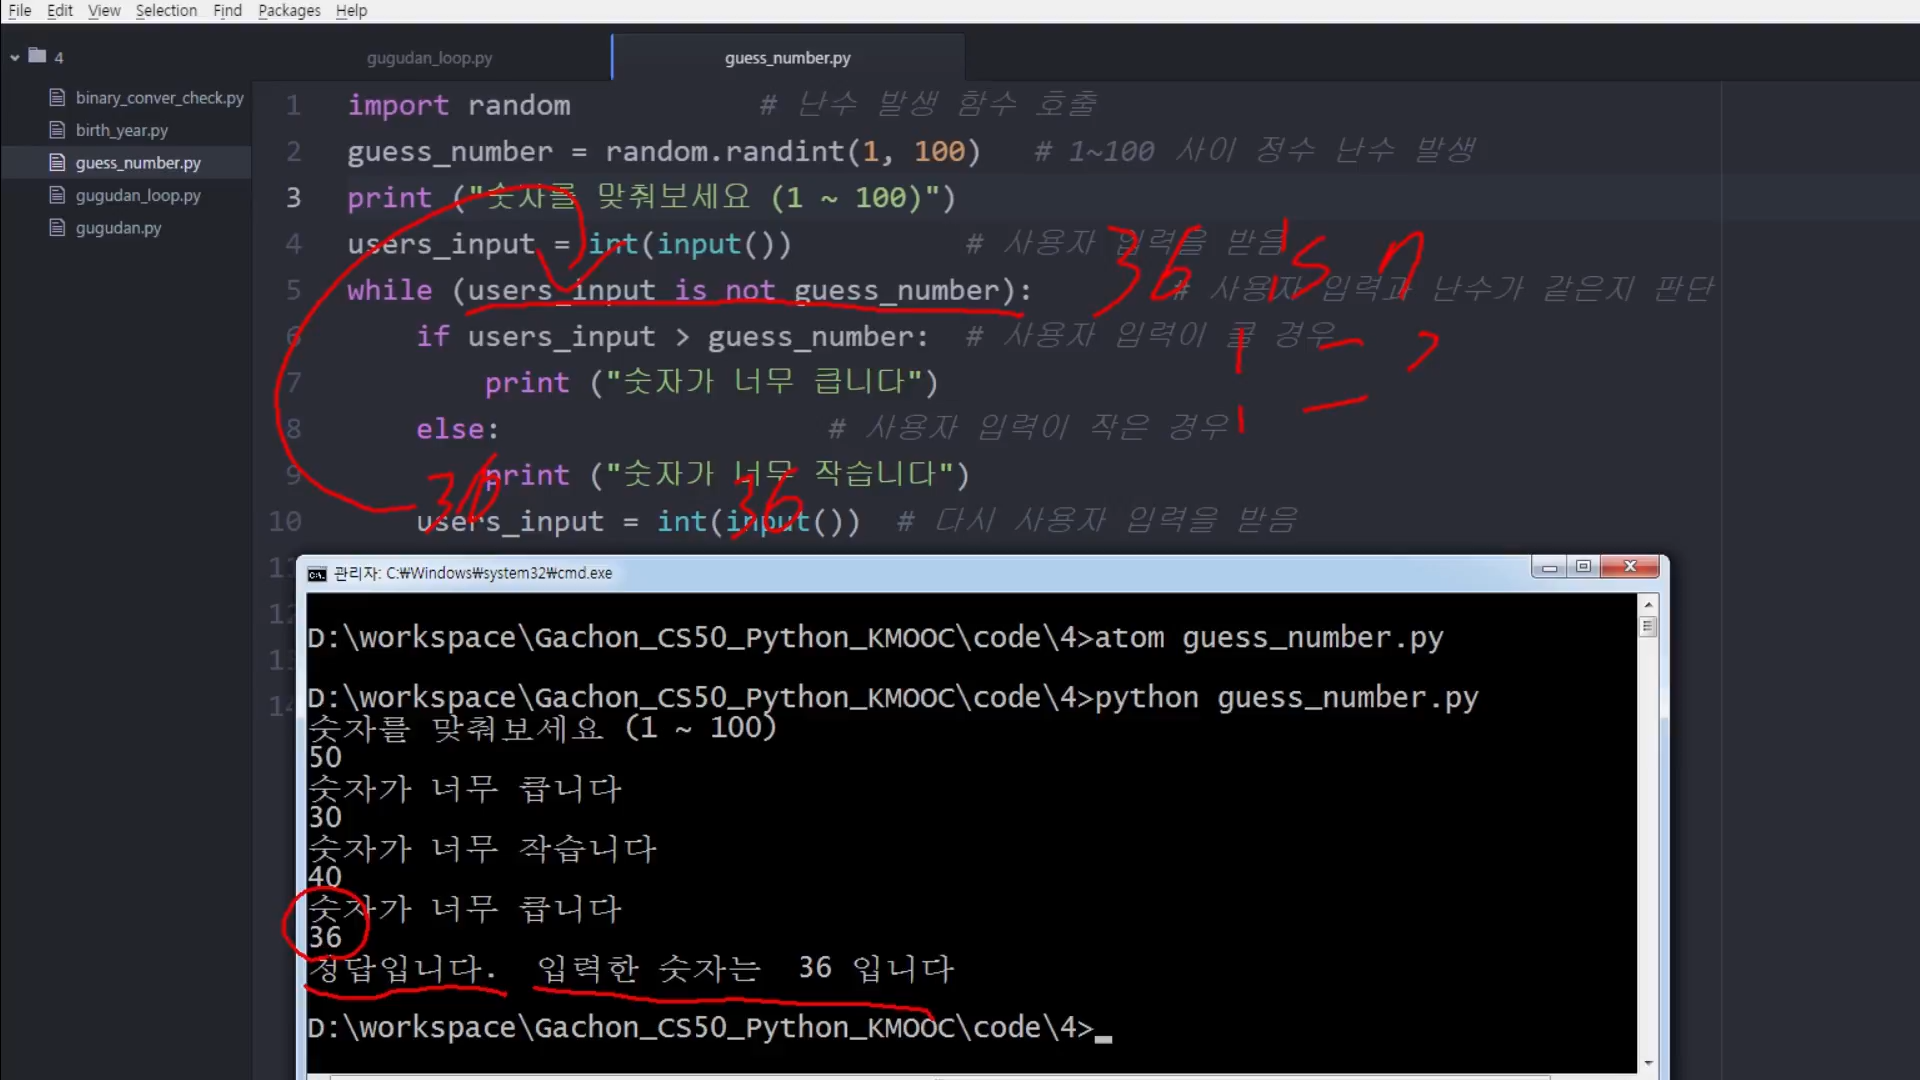 File Edit View Selection Find Packages Help
4
binary_conver_check.py
birth_year.py
guess_number.py
gugudan_loop.py
gugudan.py
gugudan_loop.py
guess_number.py
1 import random # 난수 발생 함수 호출
2 guess_number = random.randint(1, 100) # 1~100 사이 정수 난수 발생
3 print ("숫자를 맞춰보세요 (1 ~ 100)")
4 users_input = int(input()) # 사용자 입력을 받음
5 while (users_input is not guess_number): # 사용자 입력과 난수가 같은지 판단
6 if users_input > guess_number: # 사용자 입력이 클 경우
7 print ("숫자가 너무 큽니다")
8 else: # 사용자 입력이 작은 경우
9 print ("숫자가 너무 작습니다")
10 users_input = int(input()) # 다시 사용자 입력을 받음
36 is n
! = ?
! =
36
36
관리자: C:₩Windows₩system32₩cmd.exe
D:\workspace\Gachon_CS50_Python_KMOOC\code\4>atom guess_number.py
D:\workspace\Gachon_CS50_Python_KMOOC\code\4>python guess_number.py
숫자를 맞춰보세요 (1 ~ 100)
50
숫자가 너무 큽니다
30
숫자가 너무 작습니다
40
숫자가 너무 큽니다
36
정답입니다. 입력한 숫자는 36 입니다
D:\workspace\Gachon_CS50_Python_KMOOC\code\4>